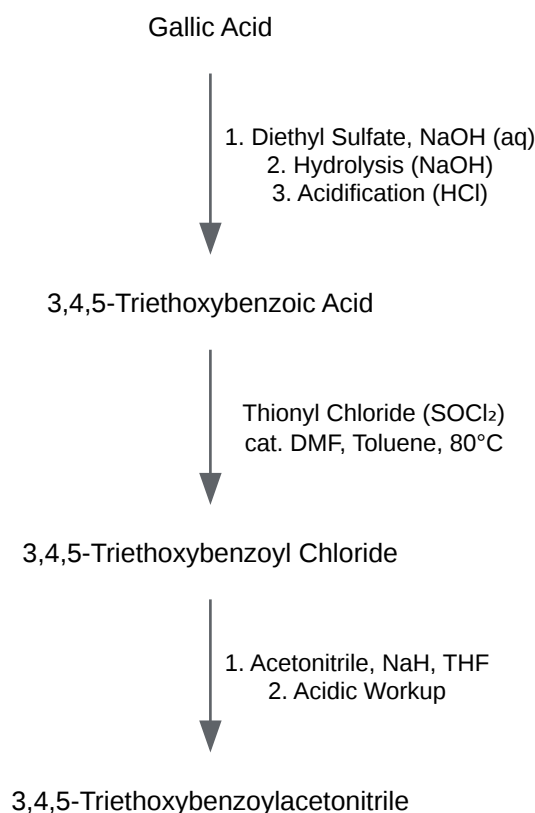 Gallic Acid
1. Diethyl Sulfate, NaOH (aq)
2. Hydrolysis (NaOH)
3. Acidification (HCl)
3,4,5-Triethoxybenzoic Acid
Thionyl Chloride (SOCl₂)
cat. DMF, Toluene, 80°C
3,4,5-Triethoxybenzoyl Chloride
1. Acetonitrile, NaH, THF
2. Acidic Workup
3,4,5-Triethoxybenzoylacetonitrile